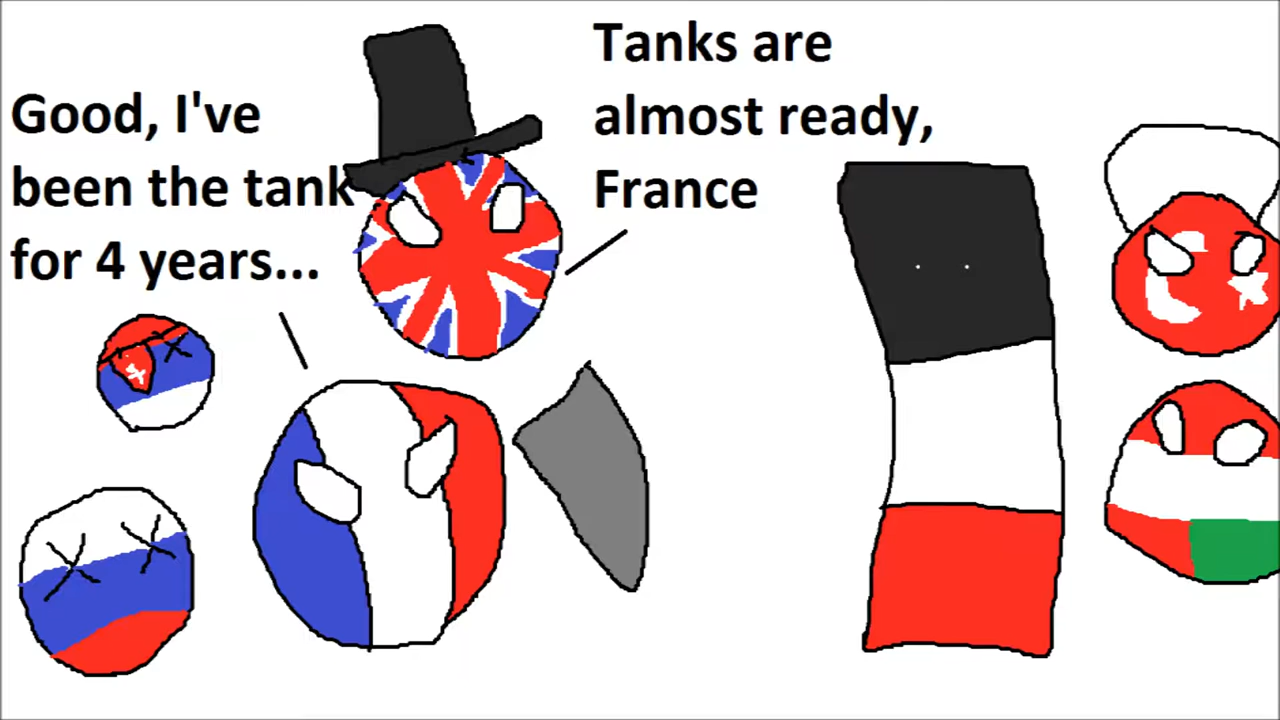 Tanks are
almost ready,
France
Good, I've
been the tank
for 4 years...